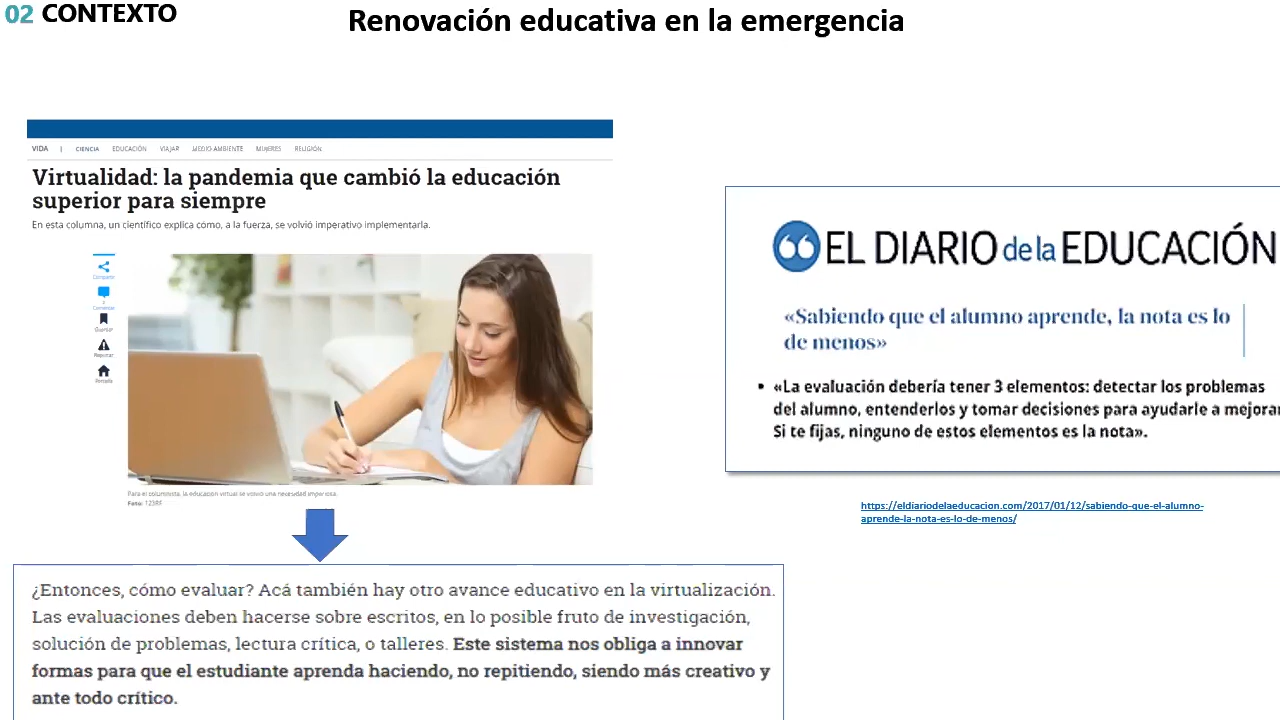 02 CONTEXTO
Renovación educativa en la emergencia
VIDA | CIENCIA EDUCACIÓN VIAJAR MEDIO AMBIENTE MUJERES RELIGIÓN
Virtualidad: la pandemia que cambió la educación
superior para siempre
En esta columna, un científico explica cómo, a la fuerza, se volvió imperativo implementarla.
Compartir
2
Comentar
Guardar
Reportar
Portada
Para el columnista, la educación virtual se volvió una necesidad imperiosa.
Foto: 123RF
¿Entonces, cómo evaluar? Acá también hay otro avance educativo en la virtualización.
Las evaluaciones deben hacerse sobre escritos, en lo posible fruto de investigación,
solución de problemas, lectura crítica, o talleres. Este sistema nos obliga a innovar
formas para que el estudiante aprenda haciendo, no repitiendo, siendo más creativo y
ante todo crítico.
EL DIARIO de la EDUCACIÓN
«Sabiendo que el alumno aprende, la nota es lo
de menos»
• «La evaluación debería tener 3 elementos: detectar los problemas
del alumno, entenderlos y tomar decisiones para ayudarle a mejorar
Si te fijas, ninguno de estos elementos es la nota».
https://eldiariodelaeducacion.com/2017/01/12/sabiendo-que-el-alumno-
aprende-la-nota-es-lo-de-menos/